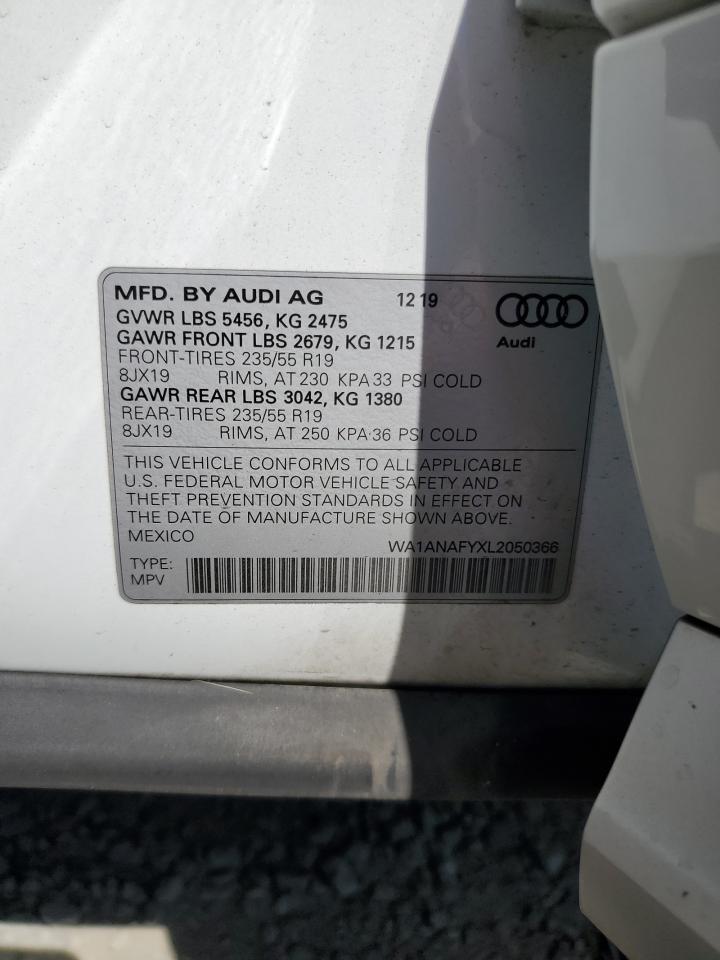 MFD. BY AUDI AG 12 19
GVWR LBS 5456, KG 2475
GAWR FRONT LBS 2679, KG 1215 Audi
FRONT-TIRES 235/55 R19
8JX19 RIMS, AT 230 KPA 33 PSI COLD
GAWR REAR LBS 3042, KG 1380
REAR-TIRES 235/55 R19
8JX19 RIMS, AT 250 KPA 36 PSI COLD
THIS VEHICLE CONFORMS TO ALL APPLICABLE
U.S. FEDERAL MOTOR VEHICLE SAFETY AND
THEFT PREVENTION STANDARDS IN EFFECT ON
THE DATE OF MANUFACTURE SHOWN ABOVE.
MEXICO WA1ANAFYXL2050366
TYPE:
MPV